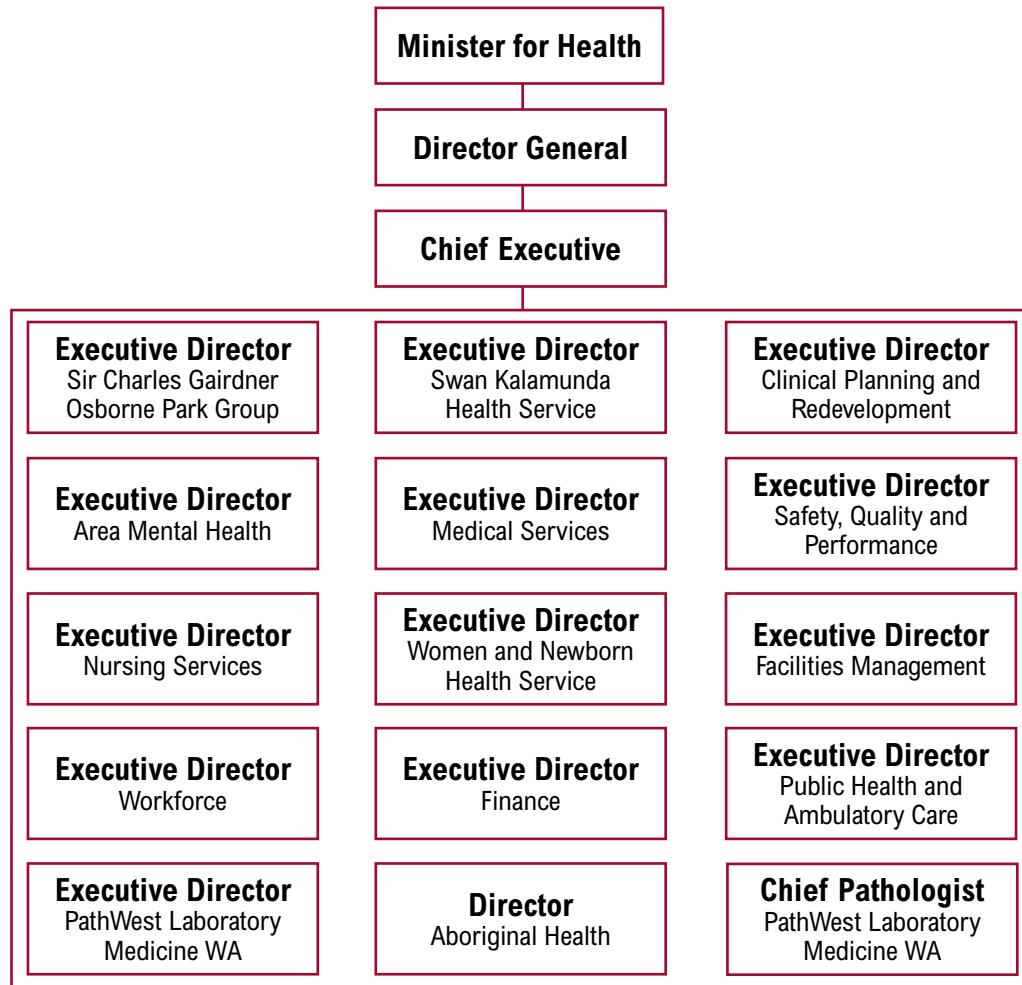 Minister for Health
Director General
Chief Executive
Executive Director
Sir Charles Gairdner
Osborne Park Group
Executive Director
Swan Kalamunda
Health Service
Executive Director
Clinical Planning and
Redevelopment
Executive Director
Area Mental Health
Executive Director
Medical Services
Executive Director
Safety, Quality and
Performance
Executive Director
Nursing Services
Executive Director
Women and Newborn
Health Service
Executive Director
Facilities Management
Executive Director
Workforce
Executive Director
Finance
Executive Director
Public Health and
Ambulatory Care
Executive Director
PathWest Laboratory
Medicine WA
Director
Aboriginal Health
Chief Pathologist
PathWest Laboratory
Medicine WA